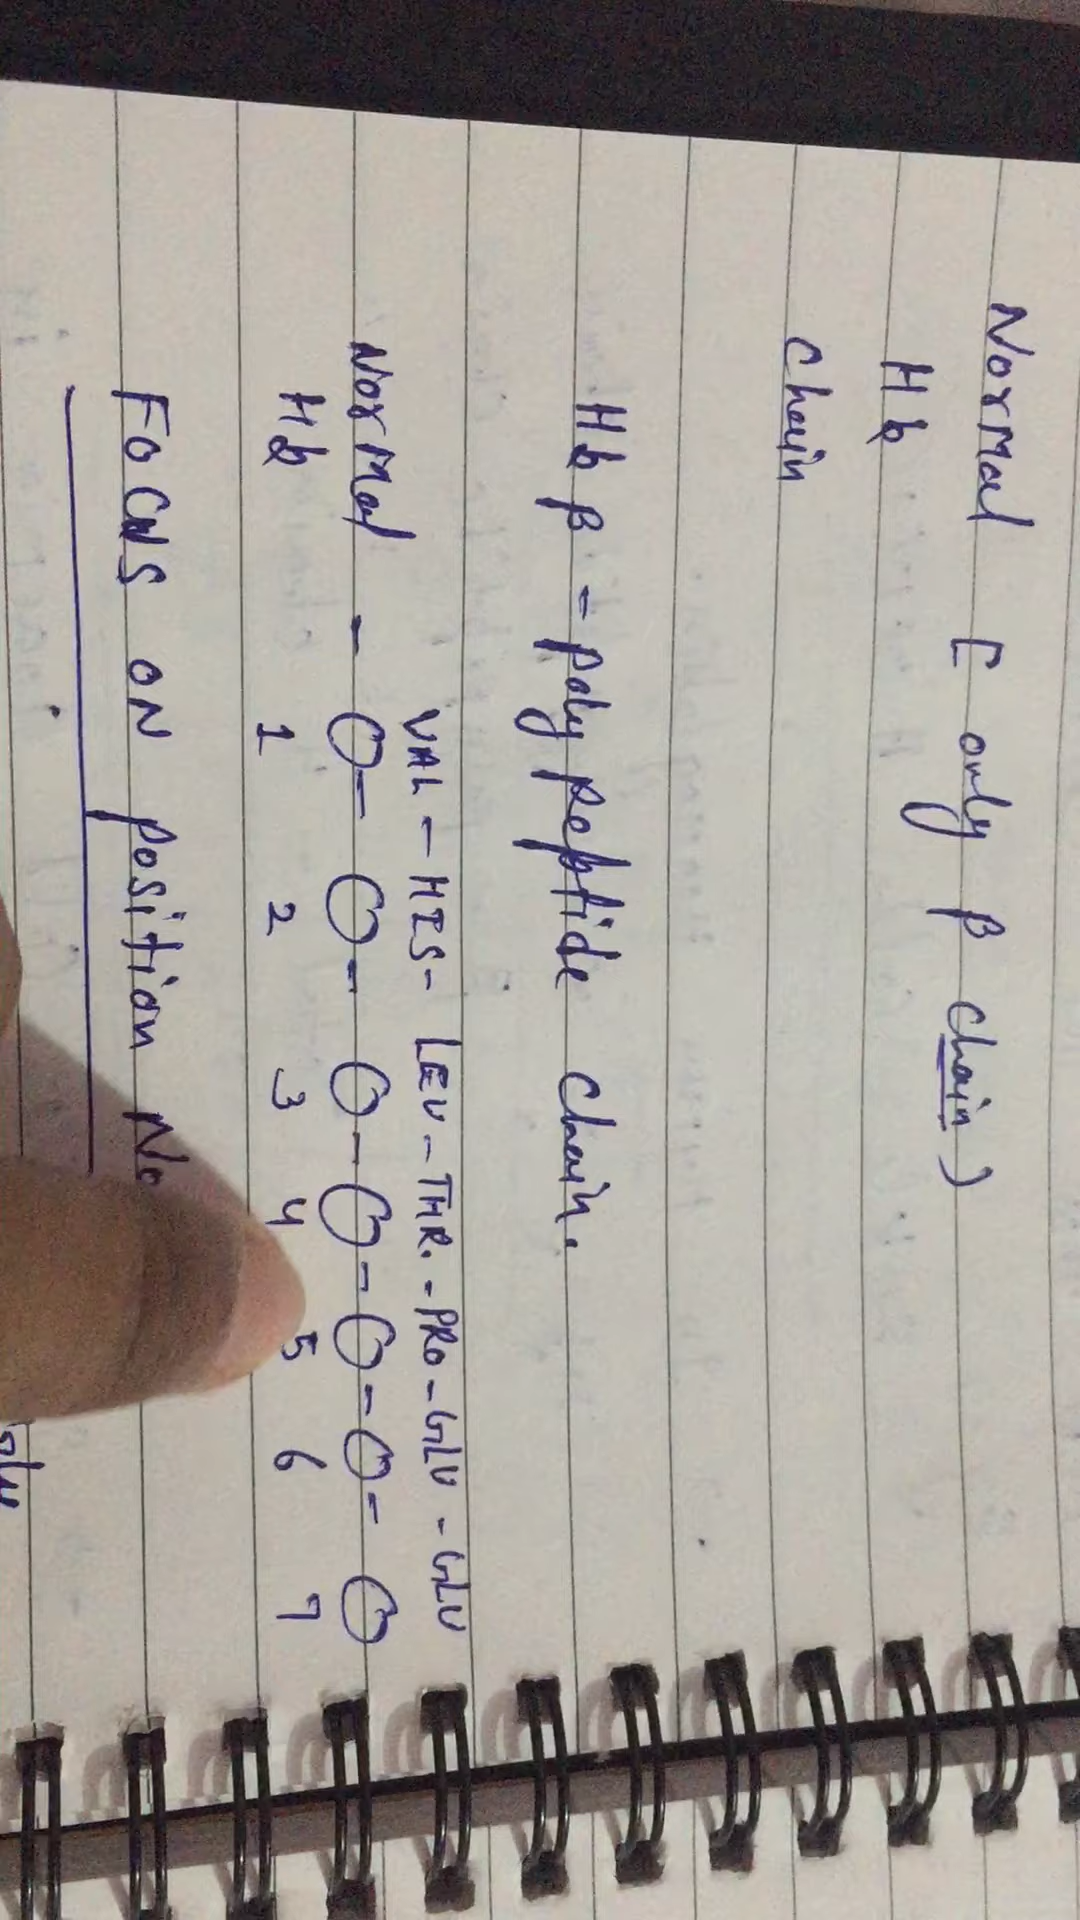 Normal [ only β chain )
Hb
chain
Hb β - poly peptide chain.
VAL - HIS - LEU - THR. - PRO - GLU - GLU
Normal - O - O - O - O - O - O - O
Hb 1 2 3 4 5 6 7
FOCUS ON position No